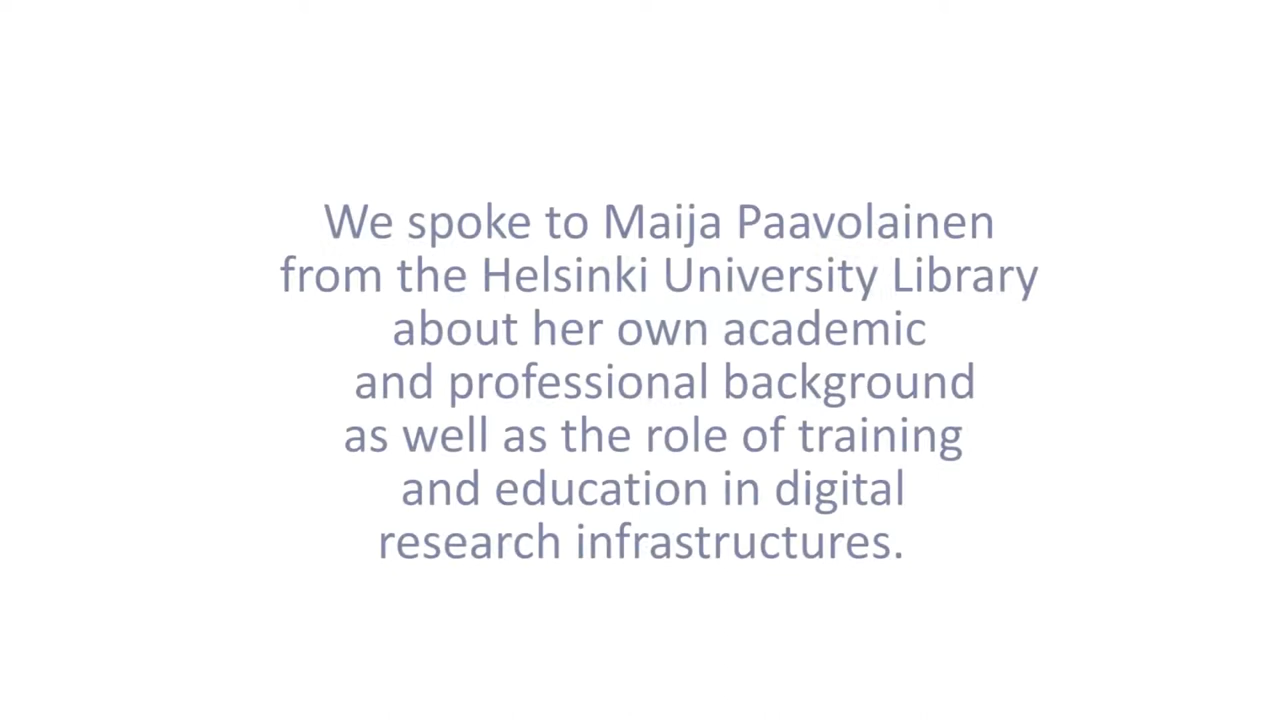 We spoke to Maija Paavolainen
from the Helsinki University Library
about her own academic
and professional background
as well as the role of training
and education in digital
research infrastructures.